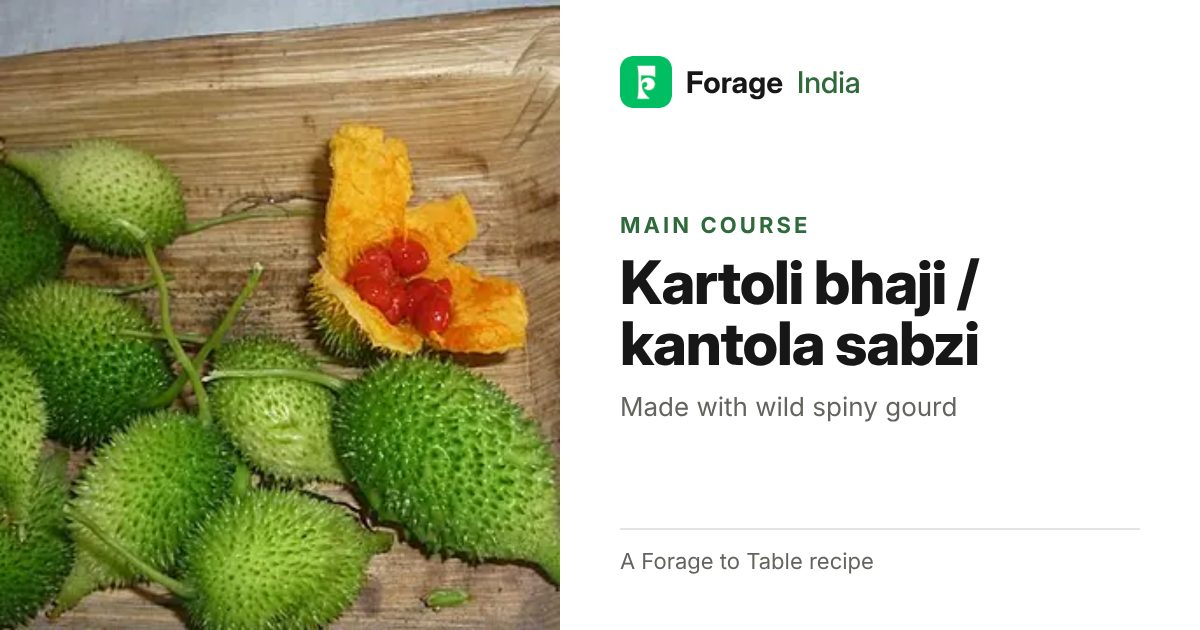 Forage India
MAIN COURSE
Kartoli bhaji /
kantola sabzi
Made with wild spiny gourd
A Forage to Table recipe